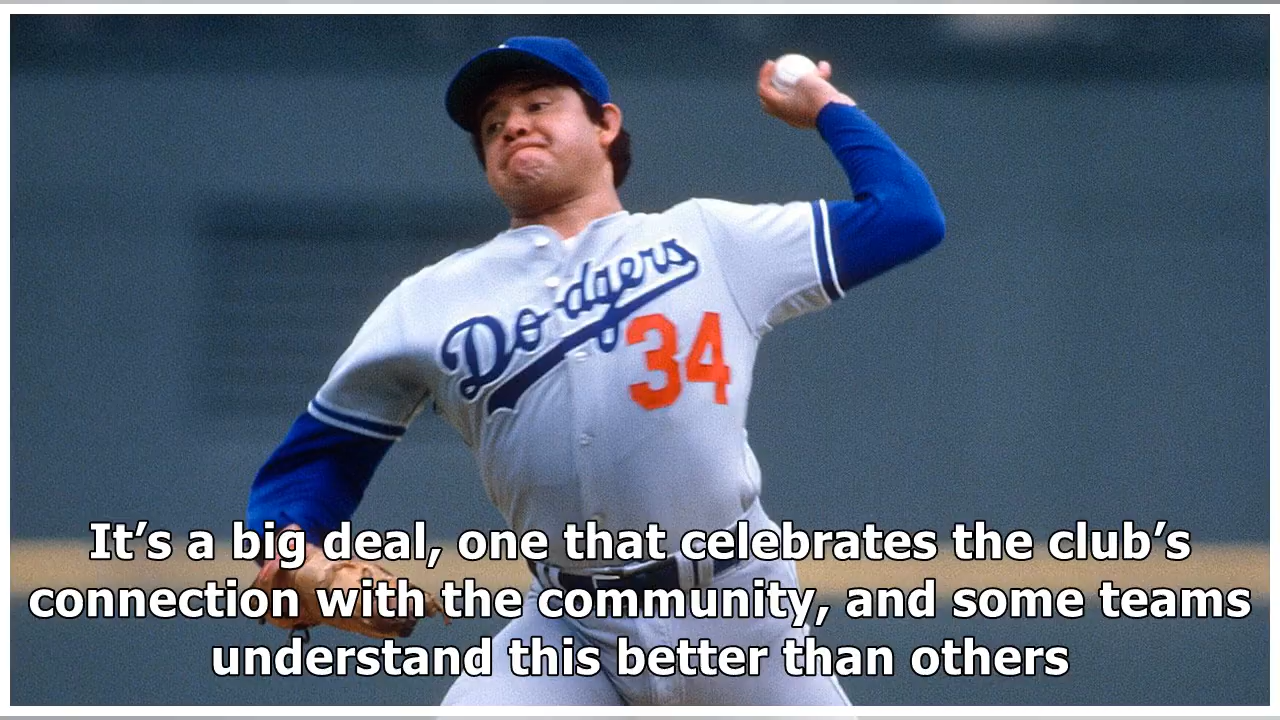 Dodgers
34
It’s a big deal, one that celebrates the club’s
connection with the community, and some teams
understand this better than others